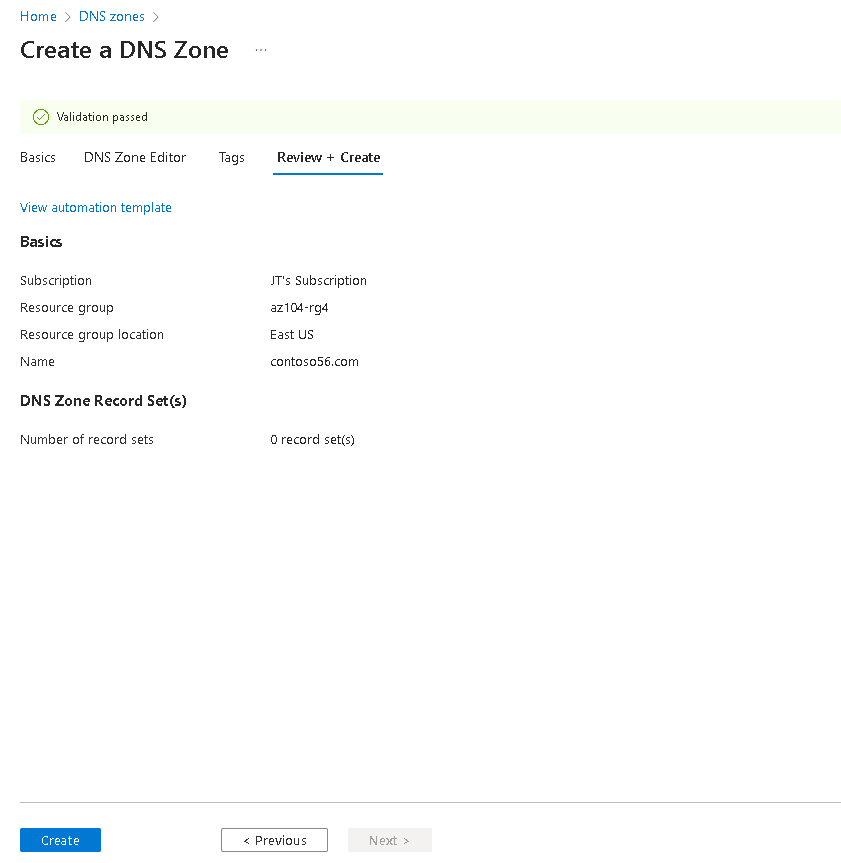 Home > DNS zones >
Create a DNS Zone ...
Validation passed
Basics DNS Zone Editor Tags Review + Create
View automation template
Basics
Subscription JT's Subscription
Resource group az104-rg4
Resource group location East US
Name contoso56.com
DNS Zone Record Set(s)
Number of record sets 0 record set(s)
Create < Previous Next >